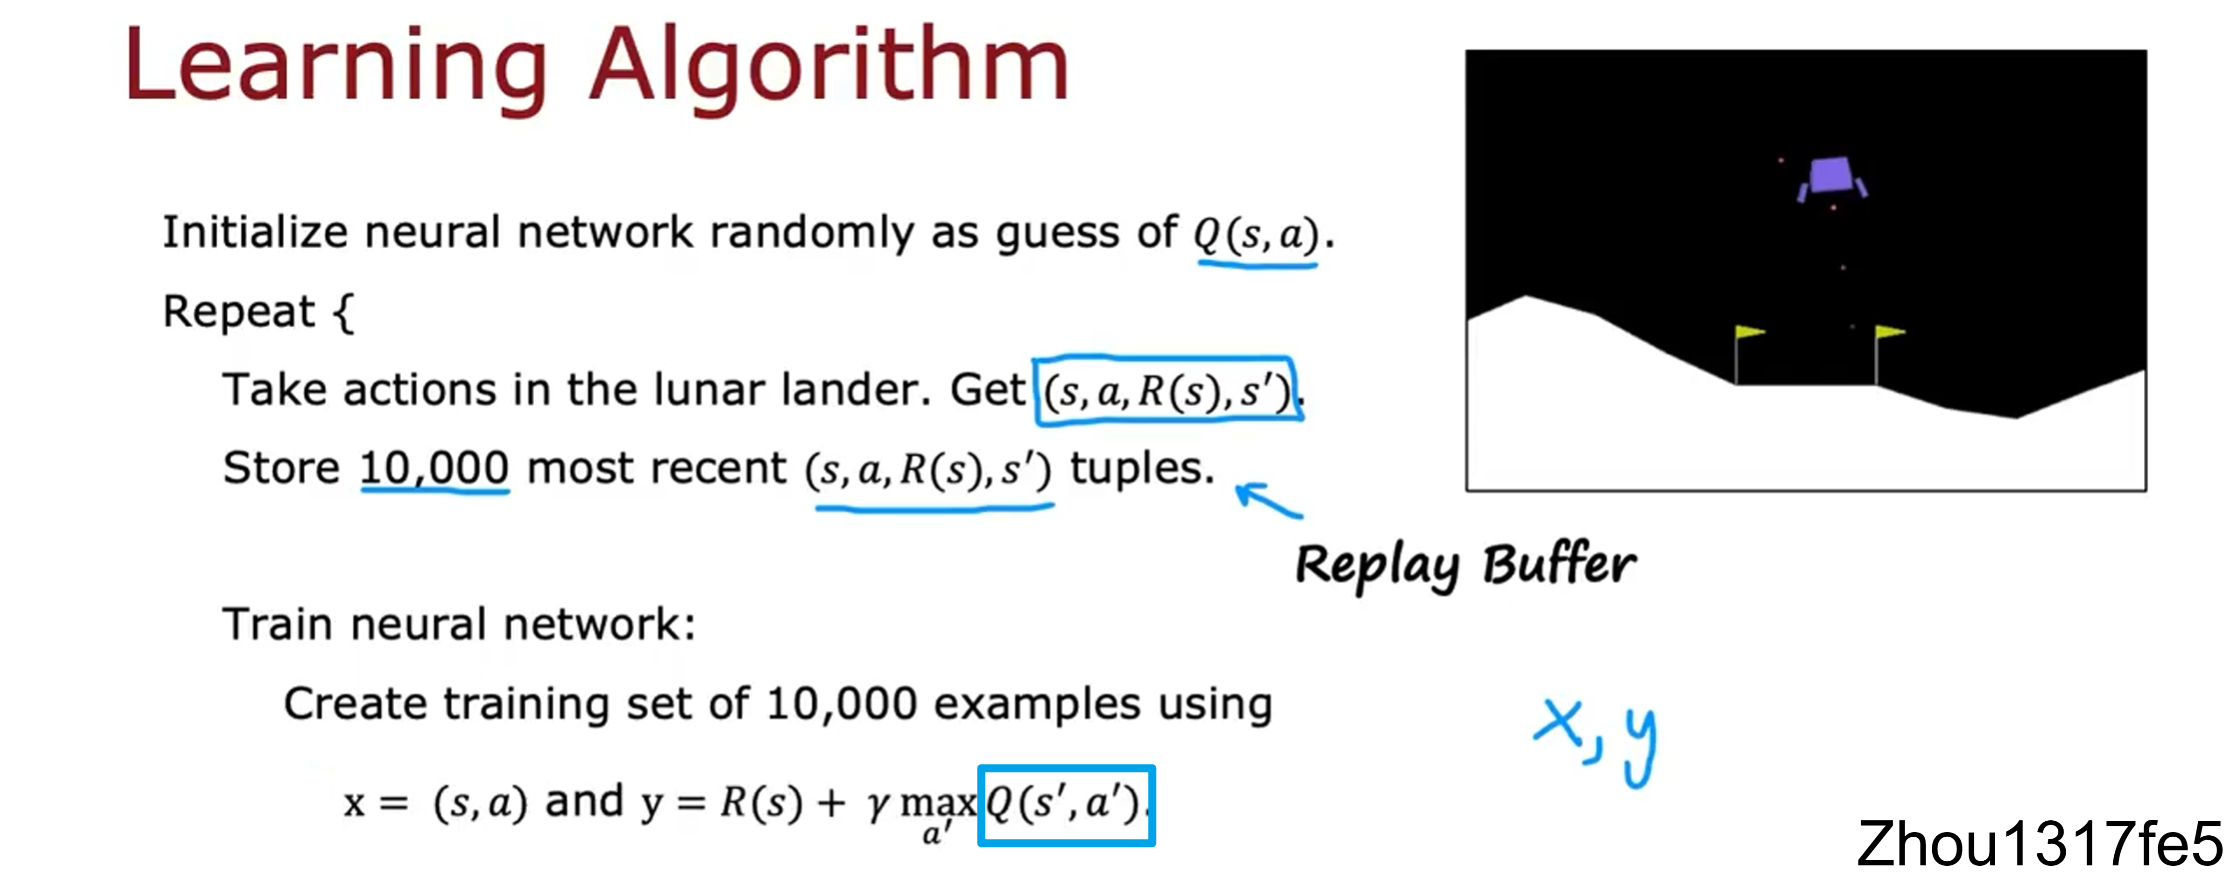 Learning Algorithm
Initialize neural network randomly as guess of Q(s, a).
Repeat {
Take actions in the lunar lander. Get (s, a, R(s), s′).
Store 10,000 most recent (s, a, R(s), s′) tuples.
Replay Buffer
Train neural network:
Create training set of 10,000 examples using
x, y
x = (s, a) and y = R(s) + γ max Q(s′, a′).
a′
Zhou1317fe5